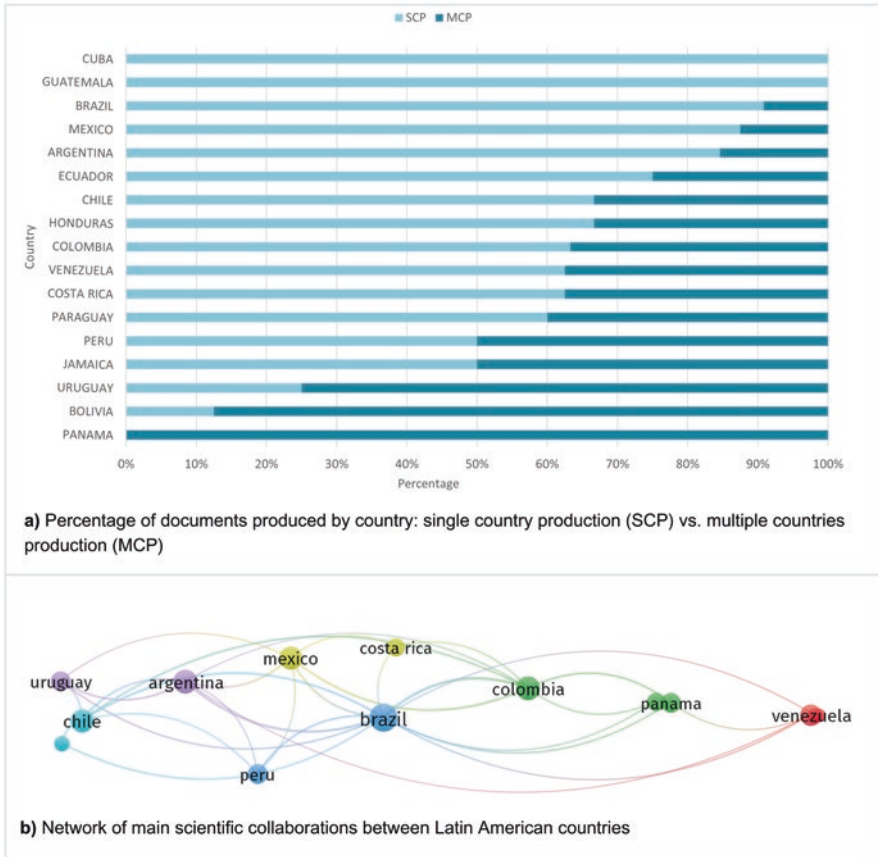 SCP MCP
CUBA
GUATEMALA
BRAZIL
MEXICO
ARGENTINA
ECUADOR
CHILE
HONDURAS
COLOMBIA
VENEZUELA
COSTA RICA
PARAGUAY
PERU
JAMAICA
URUGUAY
BOLIVIA
PANAMA
Country
0% 10% 20% 30% 40% 50% 60% 70% 80% 90% 100%
Percentage
a) Percentage of documents produced by country: single country production (SCP) vs. multiple countries
production (MCP)
costa rica
mexico
uruguay argentina colombia
panama
chile brazil venezuela
peru
b) Network of main scientific collaborations between Latin American countries